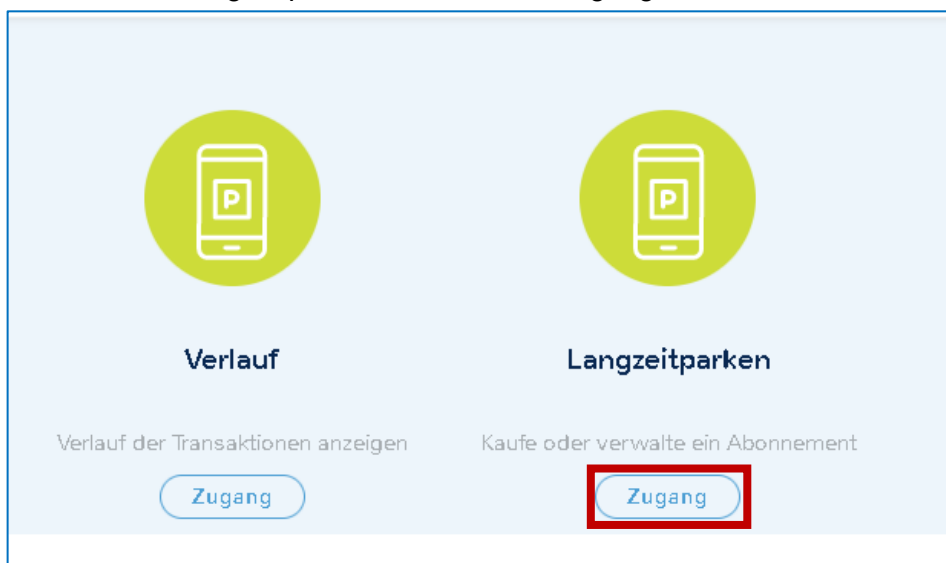 P P
Verlauf Langzeitparken
Verlauf der Transaktionen anzeigen Kaufe oder verwalte ein Abonnement
Zugang Zugang